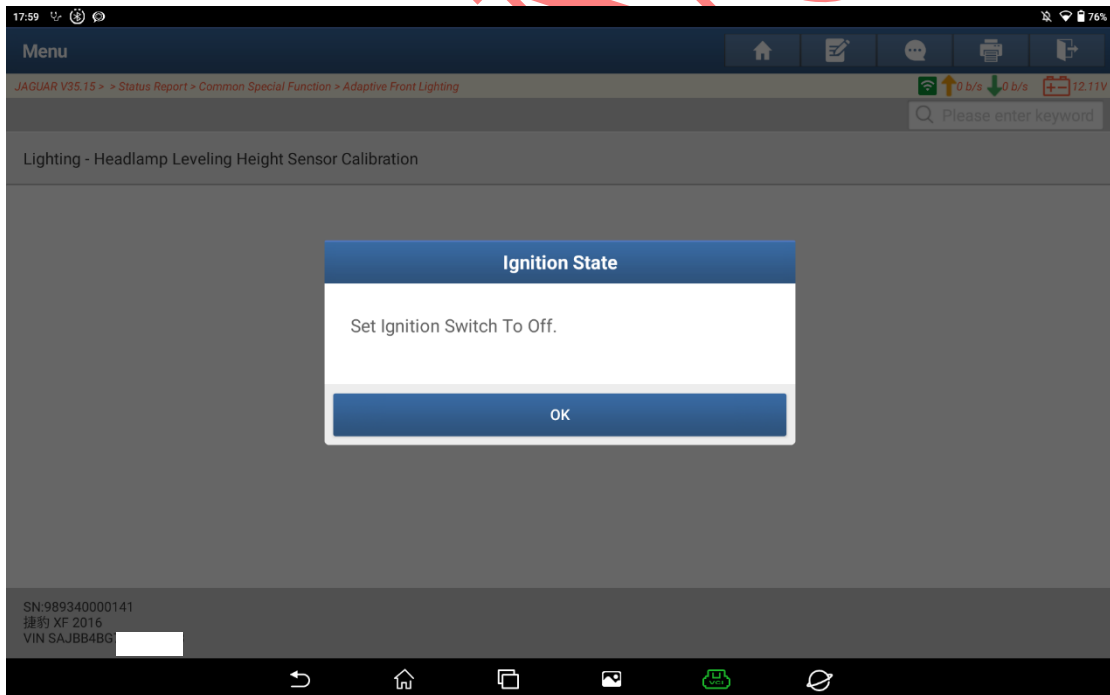 17:59 76%
Menu
JAGUAR V35.15 > > Status Report > Common Special Function > Adaptive Front Lighting 0 b/s 0 b/s 12.11V
Please enter keyword
Lighting - Headlamp Leveling Height Sensor Calibration
Ignition State
Set Ignition Switch To Off.
OK
SN:989340000141
捷豹 XF 2016
VIN SAJBB4BG
VCI